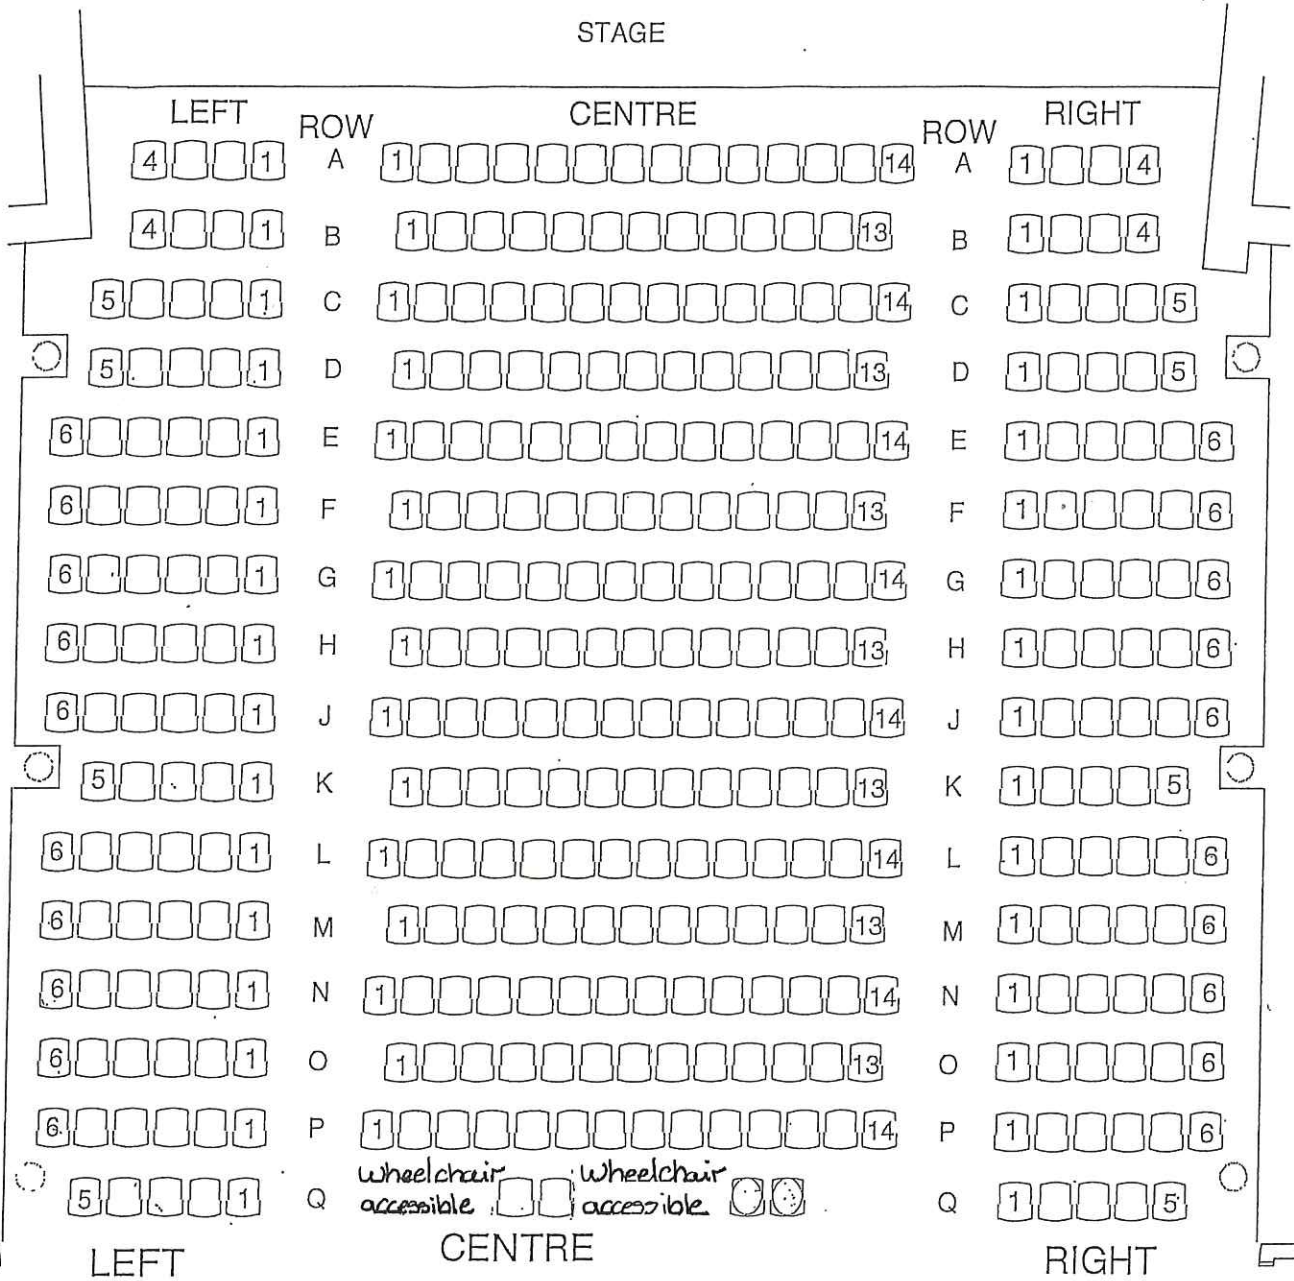 STAGE
LEFT ROW CENTRE ROW RIGHT
4 1 A 1 14 A 1 4
4 1 B 1 13 B 1 4
5 1 C 1 14 C 1 5
5 1 D 1 13 D 1 5
6 1 E 1 14 E 1 6
6 1 F 1 13 F 1 6
6 1 G 1 14 G 1 6
6 1 H 1 13 H 1 6
6 1 J 1 14 J 1 6
5 1 K 1 13 K 1 5
6 1 L 1 14 L 1 6
6 1 M 1 13 M 1 6
6 1 N 1 14 N 1 6
6 1 O 1 13 O 1 6
6 1 P 1 14 P 1 6
wheelchair wheelchair
5 1 Q accessible accessible Q 1 5
LEFT CENTRE RIGHT